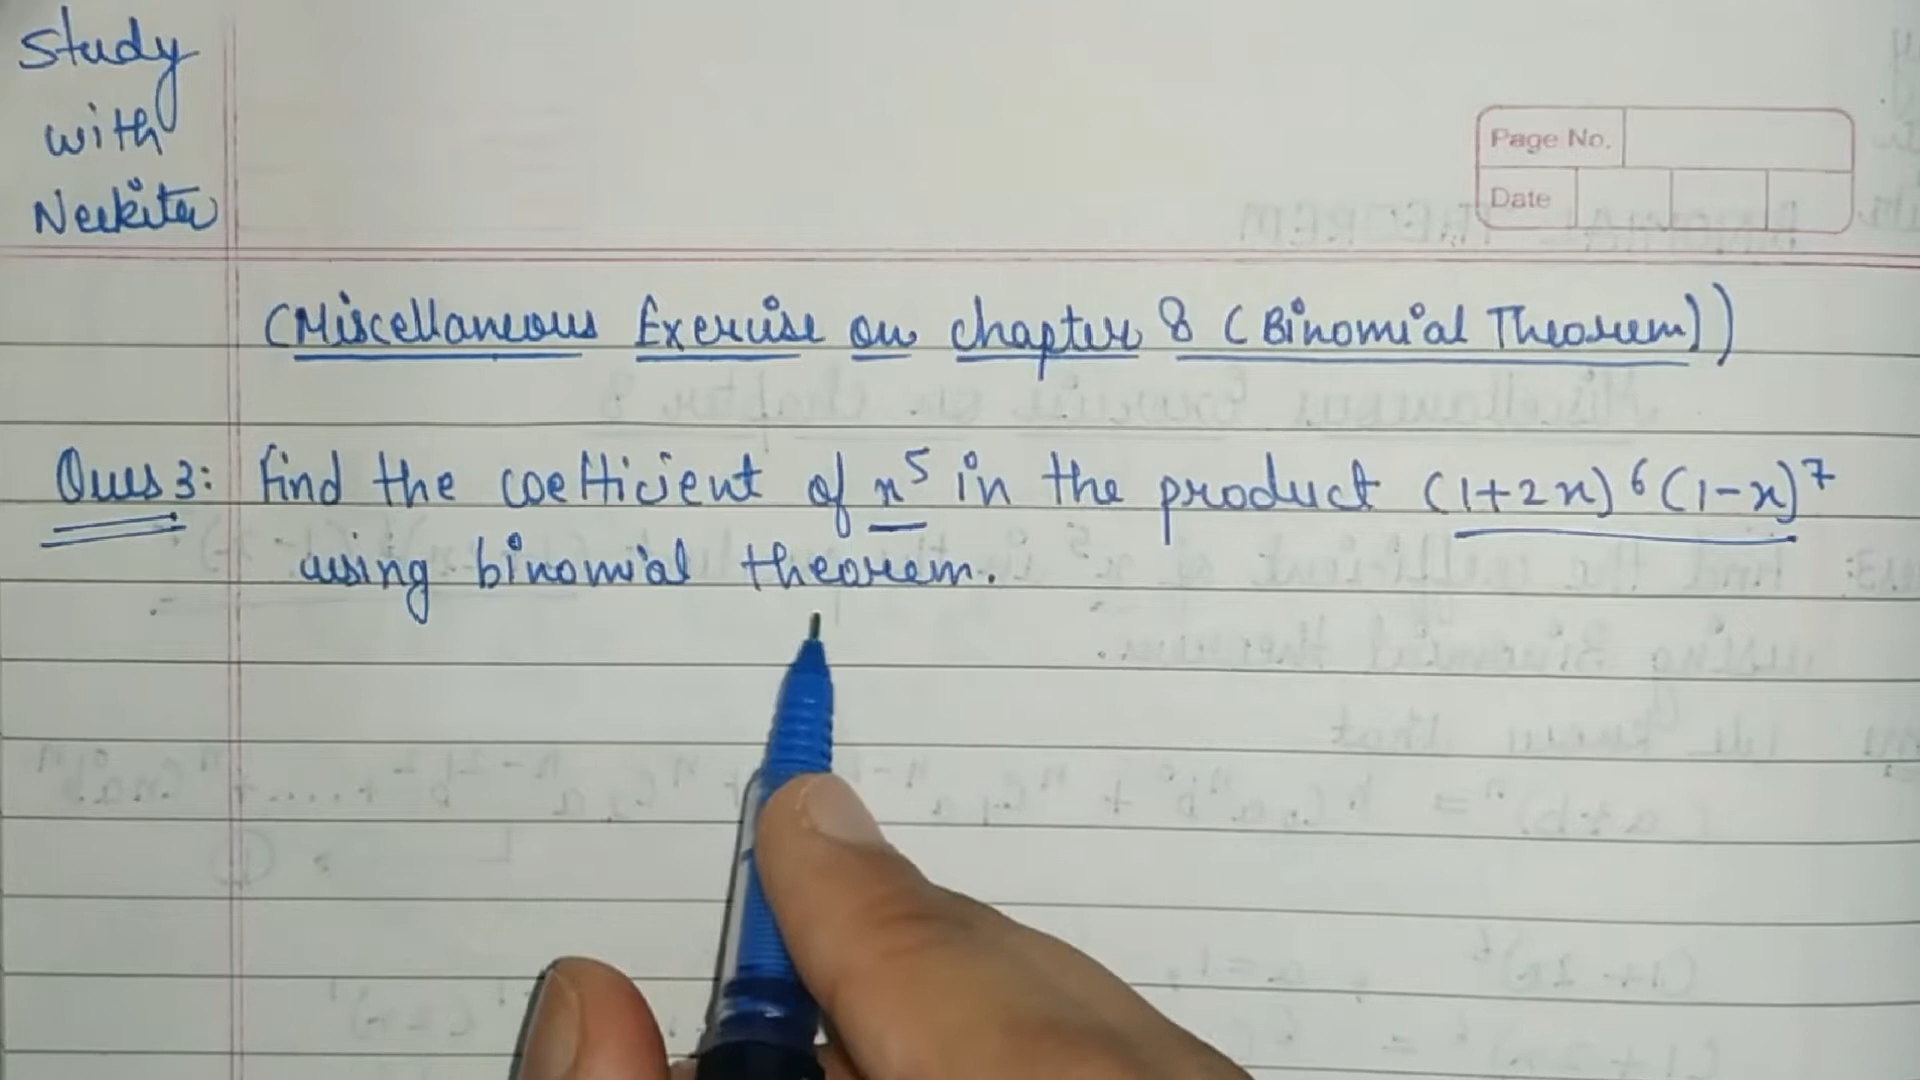 Study
with
Neekita
Page No.
Date
(Miscellaneous Exercise on chapter 8 (Binomial Theorem))
Ques 3: find the coefficient of x⁵ in the product (1+2x)⁶(1-x)⁷
using binomial theorem.